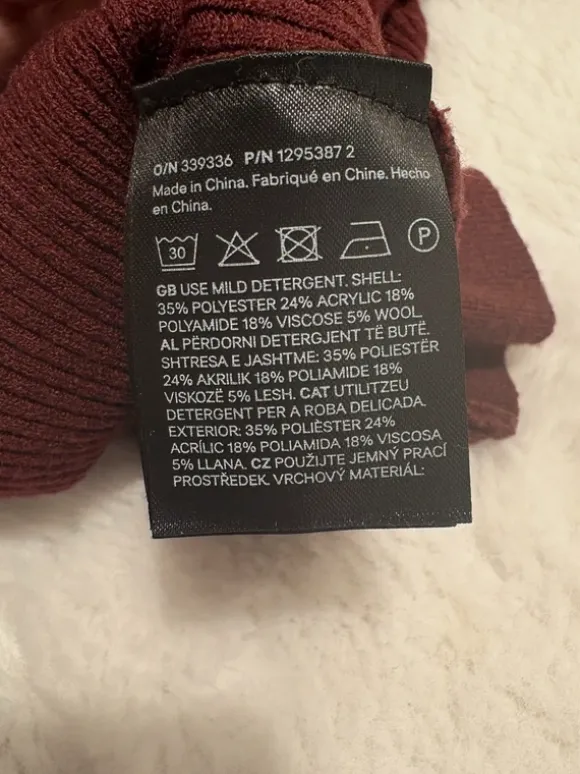 O/N 339336 P/N 1295387 2
Made in China. Fabriqué en Chine. Hecho
en China.
30 P
GB USE MILD DETERGENT. SHELL:
35% POLYESTER 24% ACRYLIC 18%
POLYAMIDE 18% VISCOSE 5% WOOL.
AL PËRDORNI DETERGJENT TË BUTË.
SHTRESA E JASHTME: 35% POLIESTËR
24% AKRILIK 18% POLIAMIDE 18%
VISKOZË 5% LESH. CAT UTILITZEU
DETERGENT PER A ROBA DELICADA.
EXTERIOR: 35% POLIÈSTER 24%
ACRÍLIC 18% POLIAMIDA 18% VISCOSA
5% LLANA. CZ POUŽIJTE JEMNÝ PRACÍ
PROSTŘEDEK. VRCHOVÝ MATERIÁL: